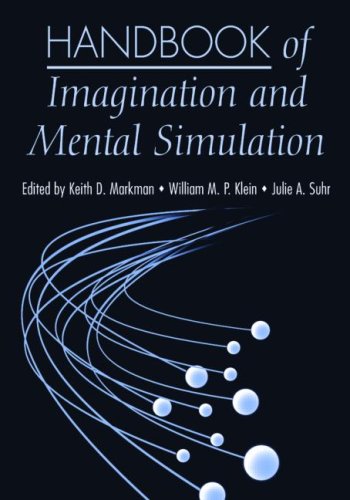 HANDBOOK of
Imagination and
Mental Simulation
Edited by Keith D. Markman ♦ William M. P. Klein ♦ Julie A. Suhr